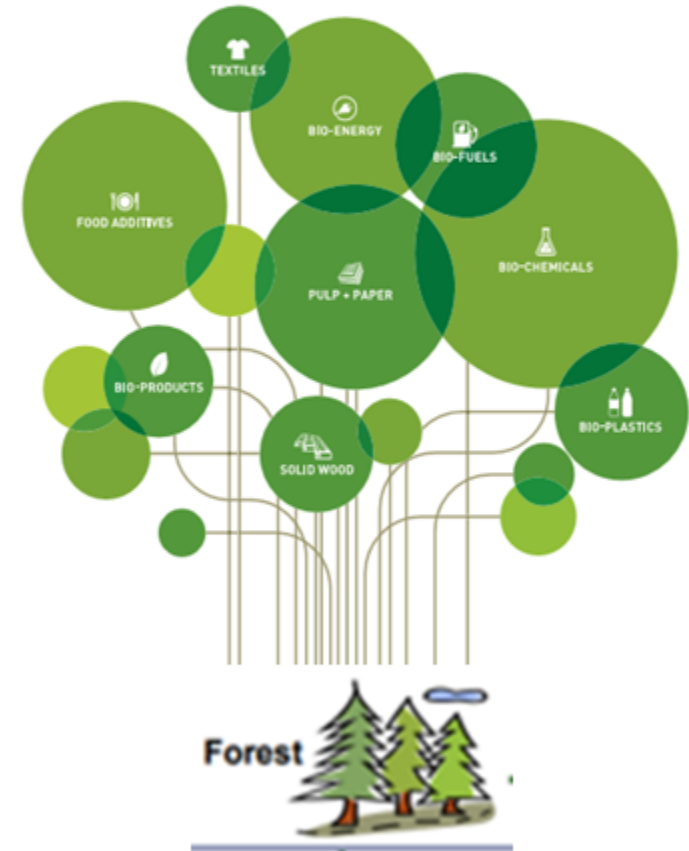 TEXTILES
BIO-ENERGY
BIO-FUELS
FOOD ADDITIVES
BIO-CHEMICALS
PULP + PAPER
BIO-PRODUCTS
BIO-PLASTICS
SOLID WOOD
Forest